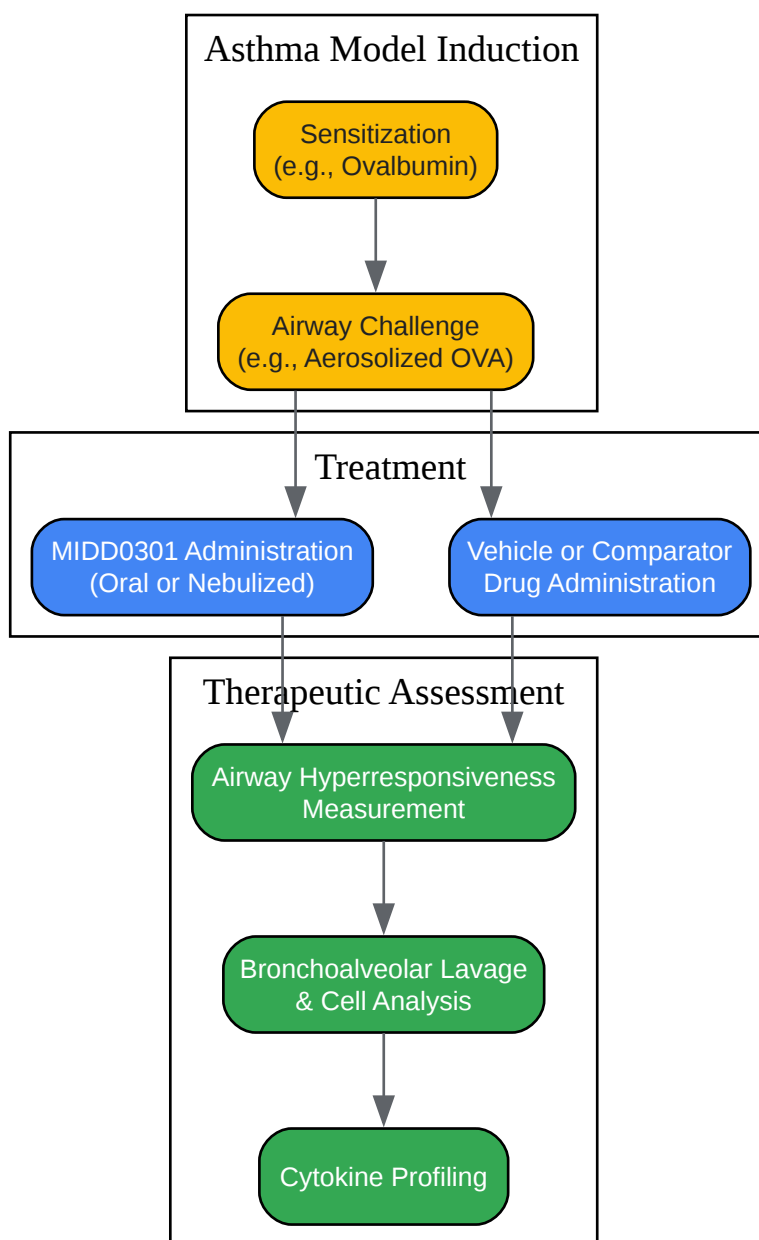 Asthma Model Induction
Sensitization
(e.g., Ovalbumin)
Airway Challenge
(e.g., Aerosolized OVA)
Treatment
MIDD0301 Administration
(Oral or Nebulized)
Vehicle or Comparator
Drug Administration
Therapeutic Assessment
Airway Hyperresponsiveness
Measurement
Bronchoalveolar Lavage
& Cell Analysis
Cytokine Profiling